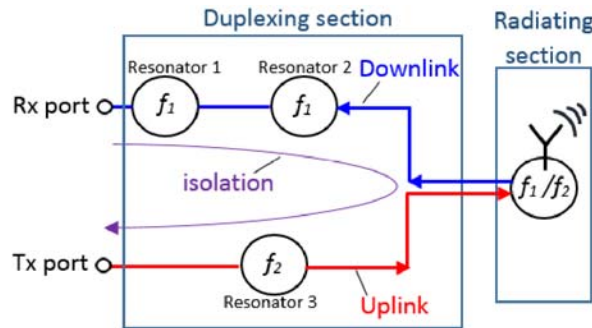 Duplexing section
Radiating
section
Resonator 1
Resonator 2
Downlink
Rx port
f1
f1
isolation
f1/f2
Tx port
f2
Resonator 3
Uplink